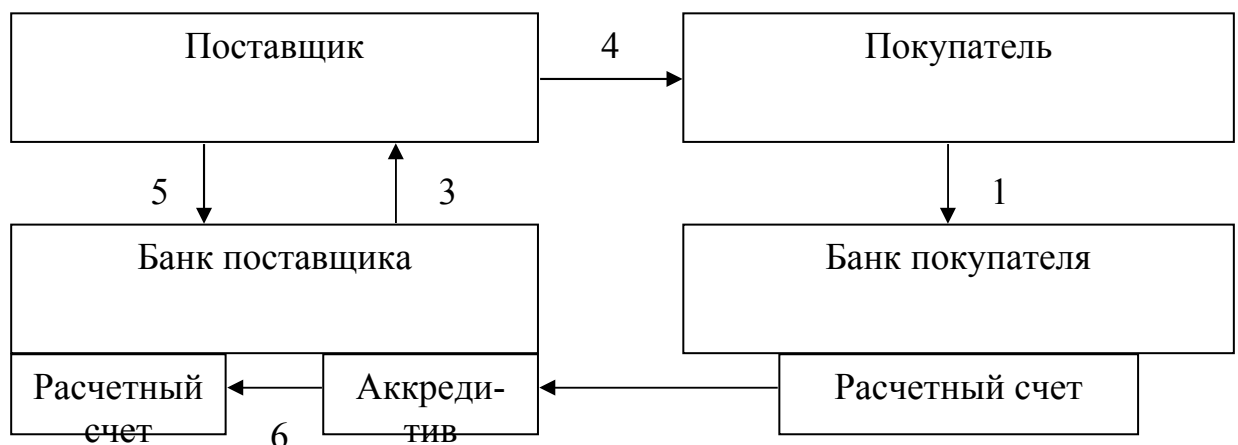 Поставщик
4
Покупатель
5
3
1
Банк поставщика
Банк покупателя
Расчетный
счет
6
Аккреди-
тив
Расчетный счет